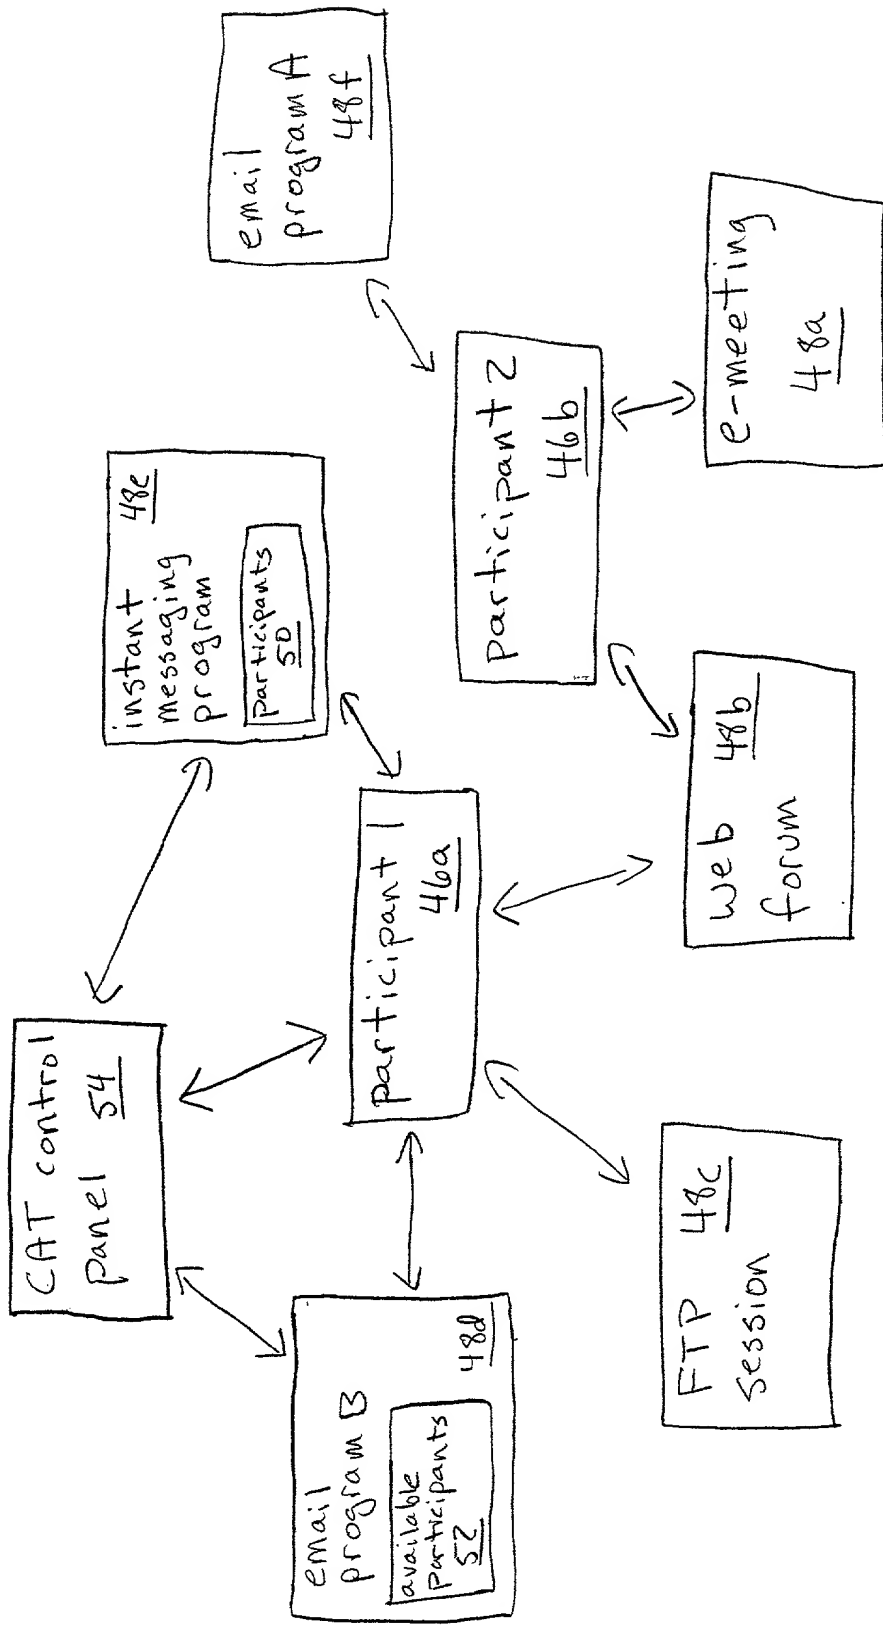 CAT control
panel 54
instant 48e
messaging
program
participants
50
email
program A
48f
email
program B
48d
available
participants
52
participant 1
46a
participant 2
46b
FTP 48c
session
web 48b
forum
e-meeting
48a